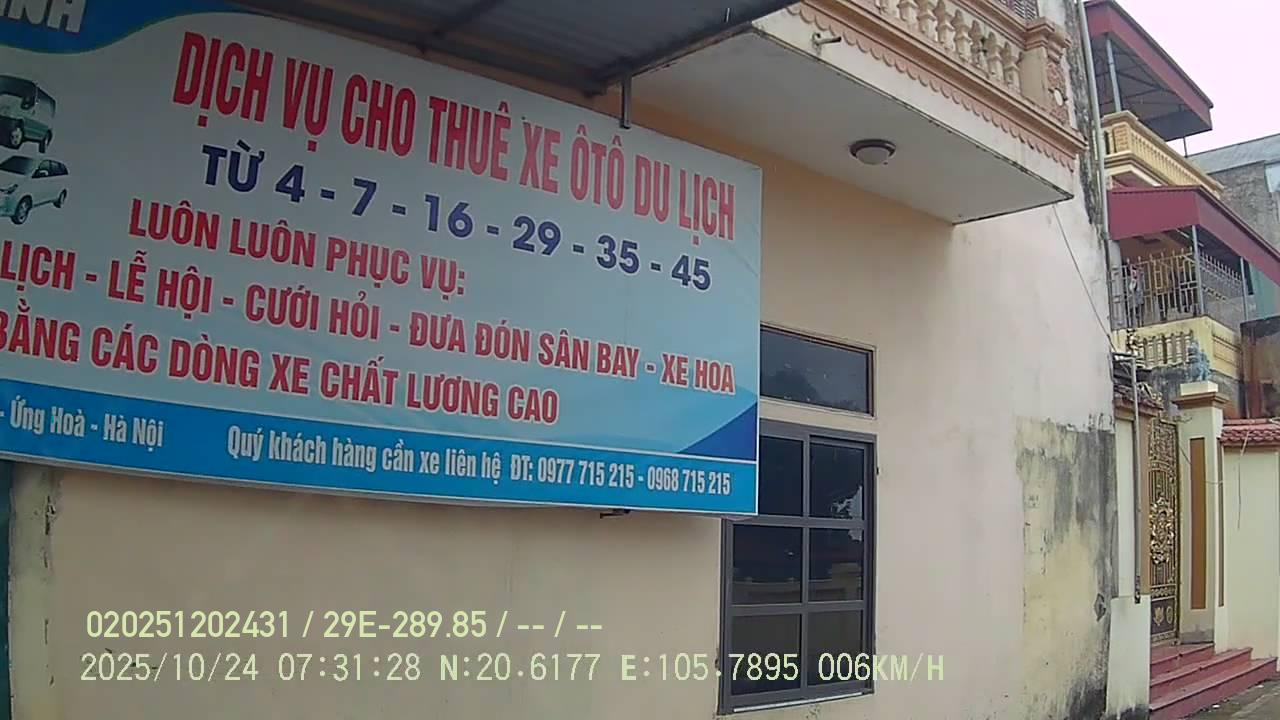 DỊCH VỤ CHO THUÊ XE ÔTÔ DU LỊCH
TỪ 4 - 7 - 16 - 29 - 35 - 45
LUÔN LUÔN PHỤC VỤ:
LỊCH - LỄ HỘI - CƯỚI HỎI - ĐƯA ĐÓN SÂN BAY - XE HOA
BẰNG CÁC DÒNG XE CHẤT LƯƠNG CAO
- Ứng Hoà - Hà Nội
Quý khách hàng cần xe liên hệ ĐT: 0977 715 215 - 0968 715 215
020251202431 / 29E-289.85 / -- / --
2025/10/24 07:31:28 N:20.6177 E:105.7895 006KM/H